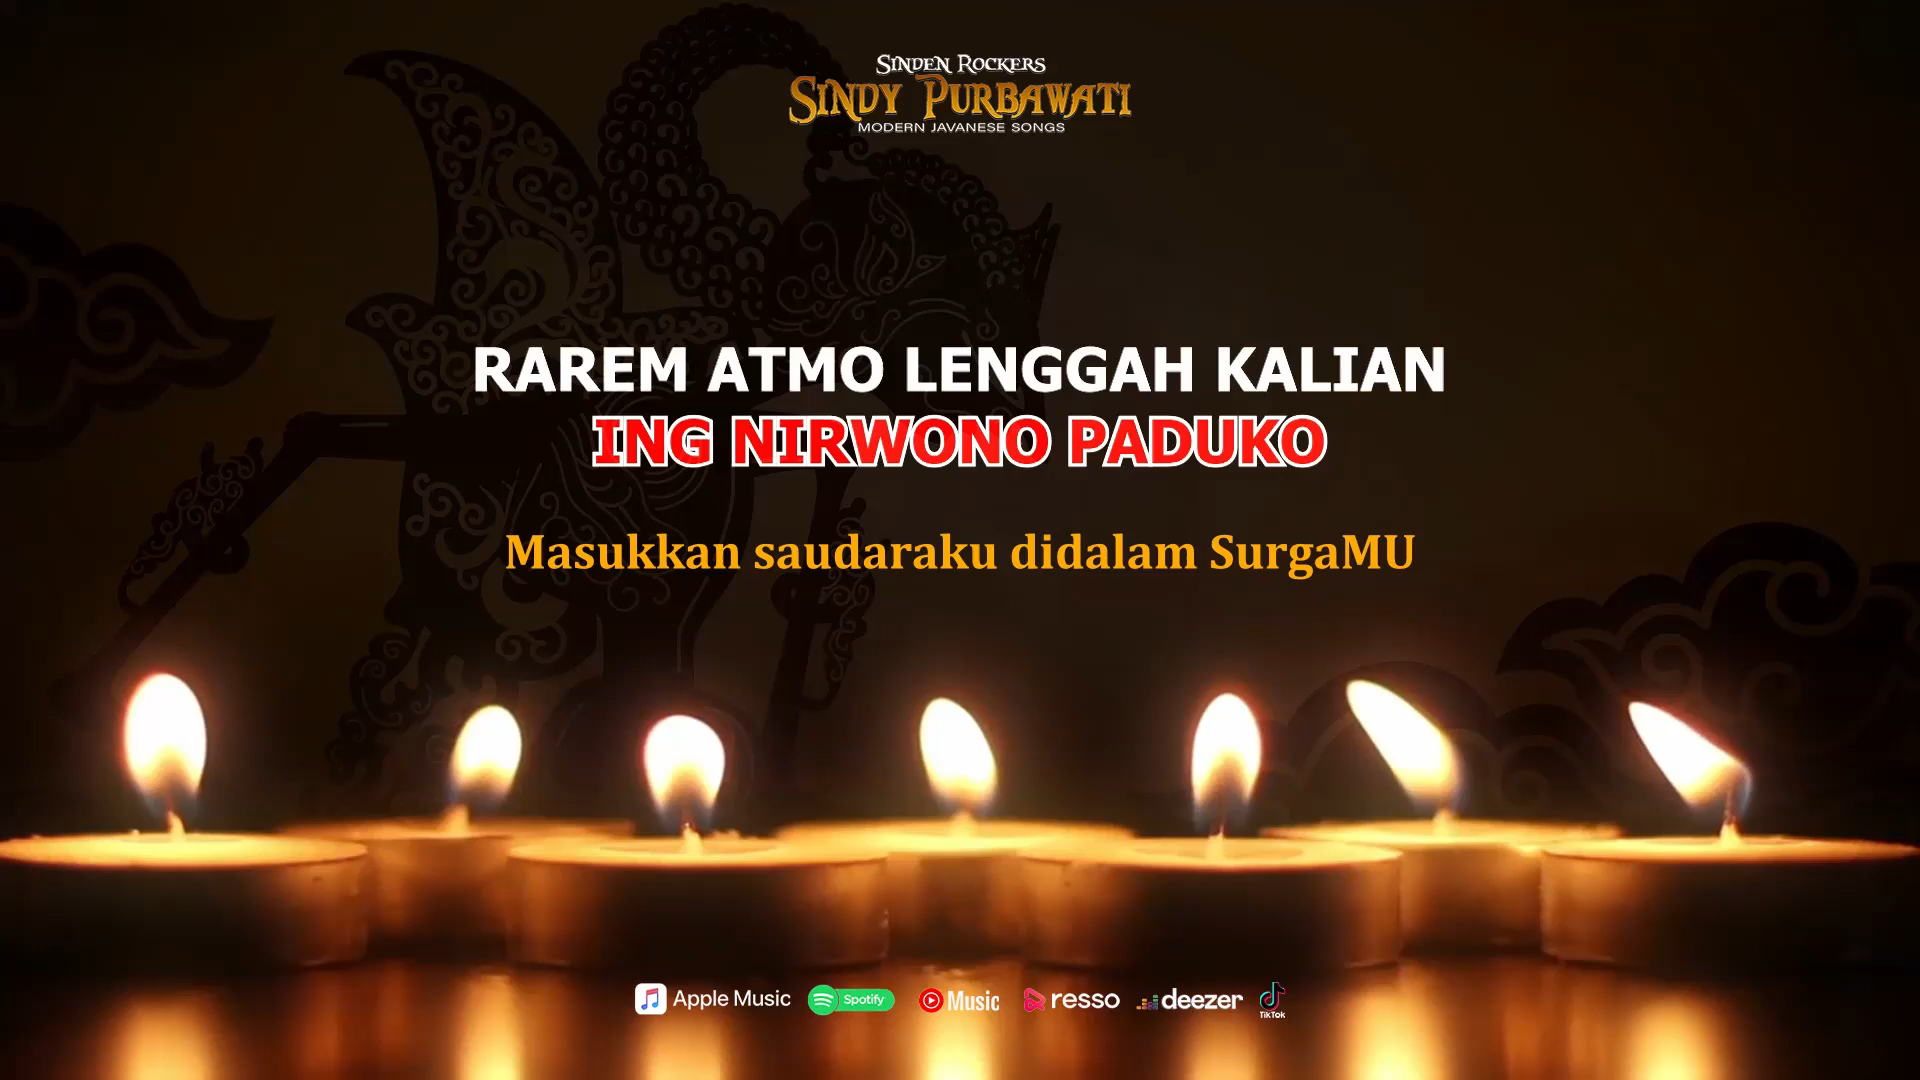 SINDEN ROCKERS
SINDY PURBAWATI
MODERN JAVANESE SONGS
RAREM ATMO LENGGAH KALIAN
ING NIRWONO PADUKO
Masukkan saudaraku didalam SurgaMU
Apple Music Spotify Music resso deezer TikTok